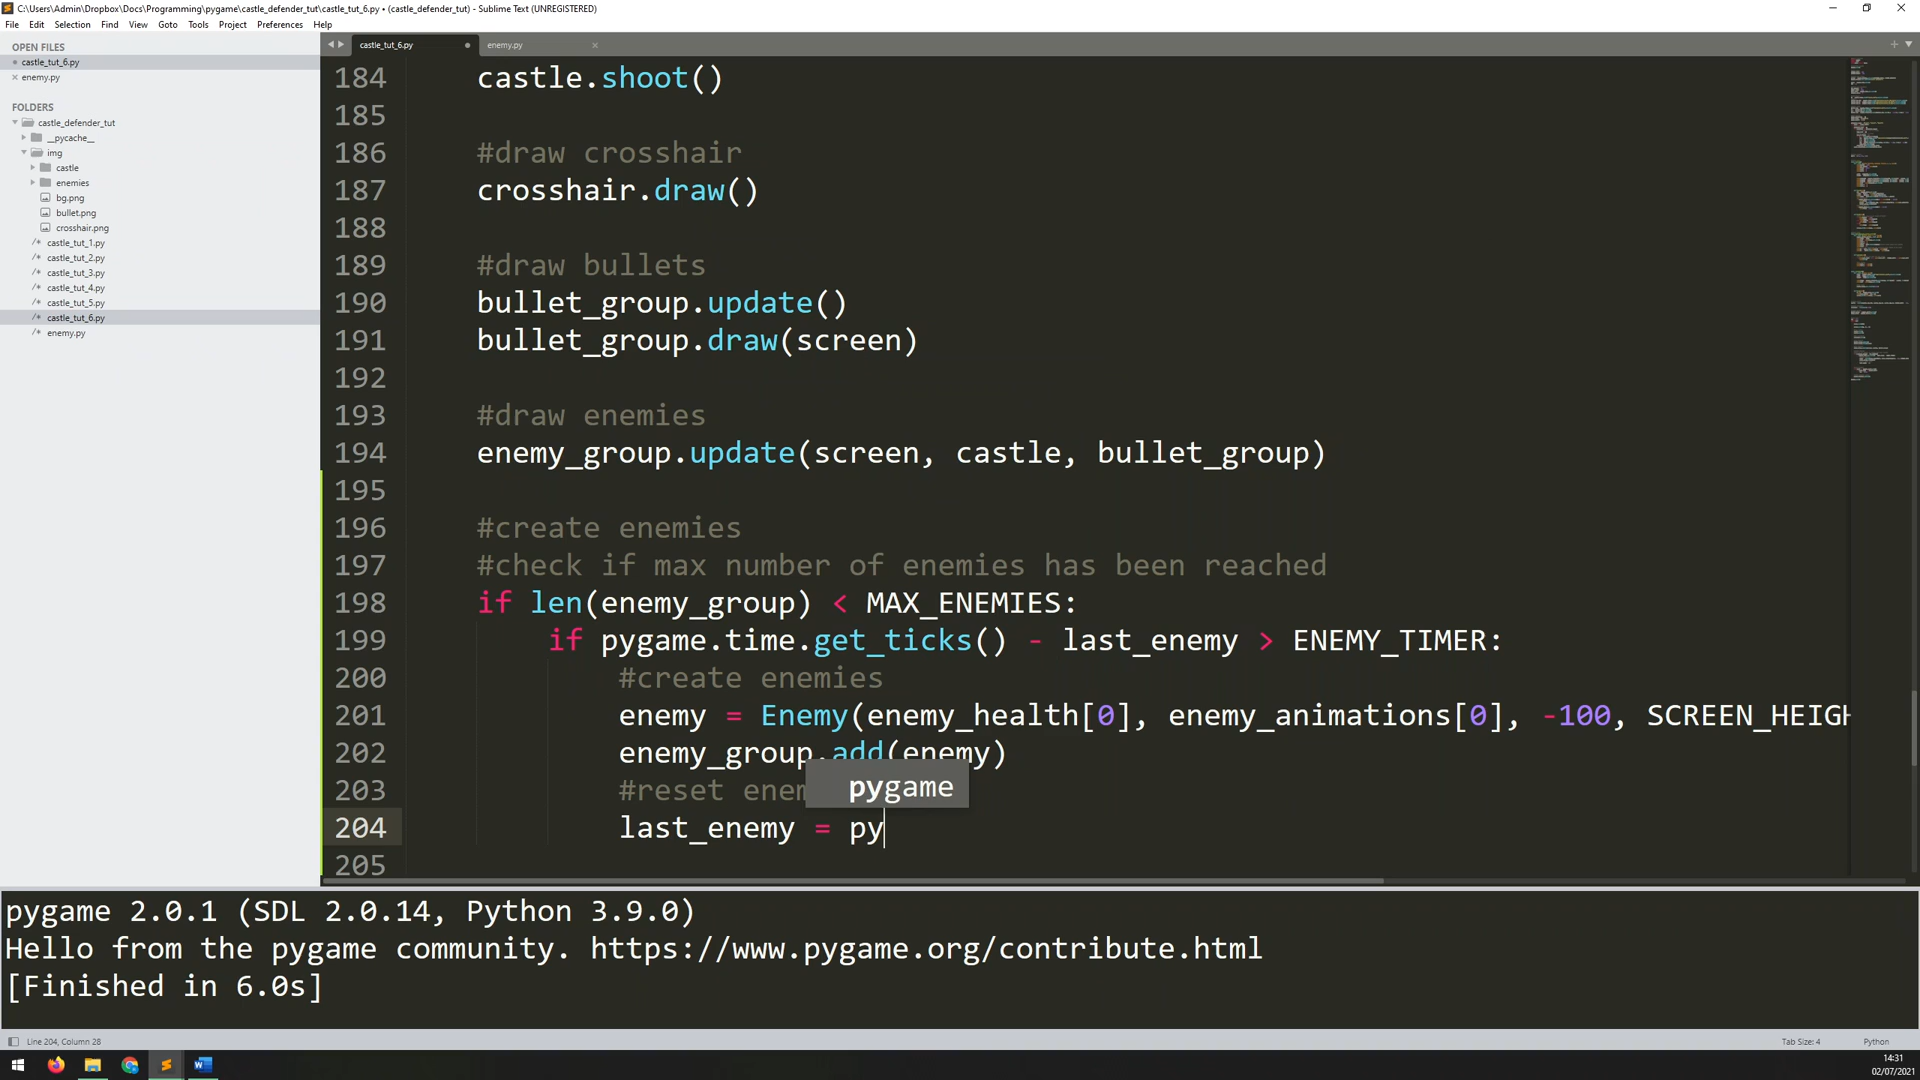 C:\Users\Admin\Dropbox\Docs\Programming\pygame\castle_defender_tut\castle_tut_6.py • (castle_defender_tut) - Sublime Text (UNREGISTERED)
File Edit Selection Find View Goto Tools Project Preferences Help
OPEN FILES
castle_tut_6.py
enemy.py
FOLDERS
castle_defender_tut
__pycache__
img
castle
enemies
bg.png
bullet.png
crosshair.png
castle_tut_1.py
castle_tut_2.py
castle_tut_3.py
castle_tut_4.py
castle_tut_5.py
castle_tut_6.py
enemy.py
castle_tut_6.py enemy.py
184 castle.shoot()
185
186 #draw crosshair
187 crosshair.draw()
188
189 #draw bullets
190 bullet_group.update()
191 bullet_group.draw(screen)
192
193 #draw enemies
194 enemy_group.update(screen, castle, bullet_group)
195
196 #create enemies
197 #check if max number of enemies has been reached
198 if len(enemy_group) < MAX_ENEMIES:
199 if pygame.time.get_ticks() - last_enemy > ENEMY_TIMER:
200 #create enemies
201 enemy = Enemy(enemy_health[0], enemy_animations[0], -100, SCREEN_HEIGH
202 enemy_group.add(enemy)
203 #reset enem
pygame
204 last_enemy = py
205
pygame 2.0.1 (SDL 2.0.14, Python 3.9.0)
Hello from the pygame community. https://www.pygame.org/contribute.html
[Finished in 6.0s]
Line 204, Column 28
Tab Size: 4 Python
14:31
02/07/2021